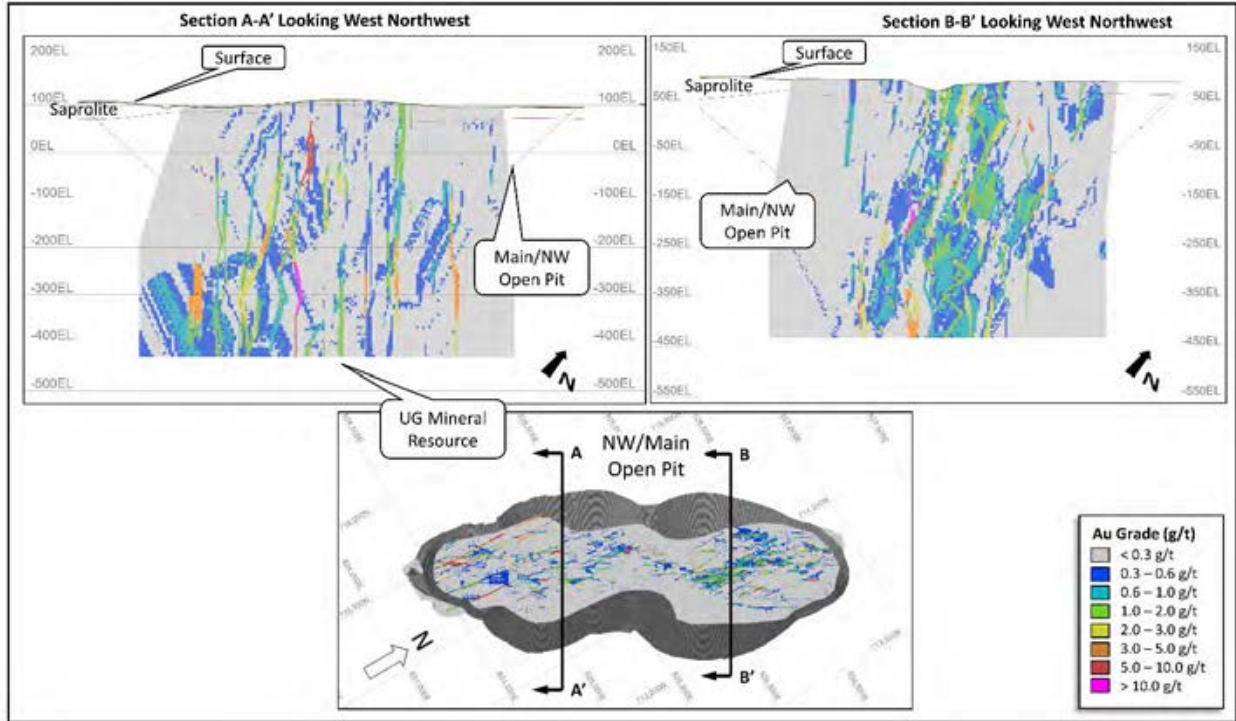 Section A-A' Looking West Northwest
Section B-B' Looking West Northwest
200EL
200EL
150EL
150EL
Surface
Surface
100EL
100EL
Saprolite
Saprolite
50EL
50EL
0EL
0EL
-50EL
-50EL
-100EL
-100EL
-150EL
-150EL
-200EL
-200EL
Main/NW
Open Pit
Main/NW
Open Pit
-250EL
-250EL
-300EL
-300EL
-350EL
-350EL
-400EL
-400EL
-450EL
-450EL
-500EL
-500EL
-550EL
-550EL
N
N
UG Mineral
Resource
NW/Main
Open Pit
A
B
A'
B'
N
Au Grade (g/t)
< 0.3 g/t
0.3 – 0.6 g/t
0.6 – 1.0 g/t
1.0 – 2.0 g/t
2.0 – 3.0 g/t
3.0 – 5.0 g/t
5.0 – 10.0 g/t
> 10.0 g/t